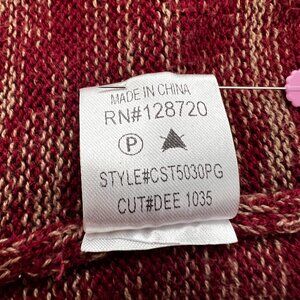 MADE IN CHINA
RN#128720
P
STYLE#CST5030PG
CUT#DEE 1035